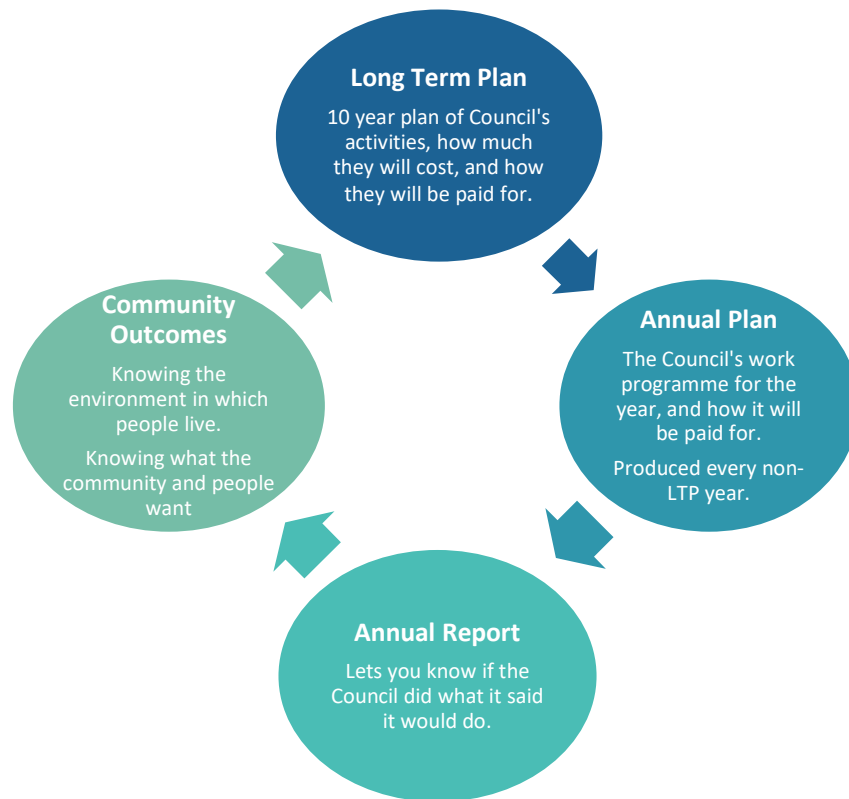 Long Term Plan
10 year plan of Council's
activities, how much
they will cost, and how
they will be paid for.
Annual Plan
The Council's work
programme for the
year, and how it will
be paid for.
Produced every non-
LTP year.
Annual Report
Lets you know if the
Council did what it said
it would do.
Community
Outcomes
Knowing the
environment in which
people live.
Knowing what the
community and people
want